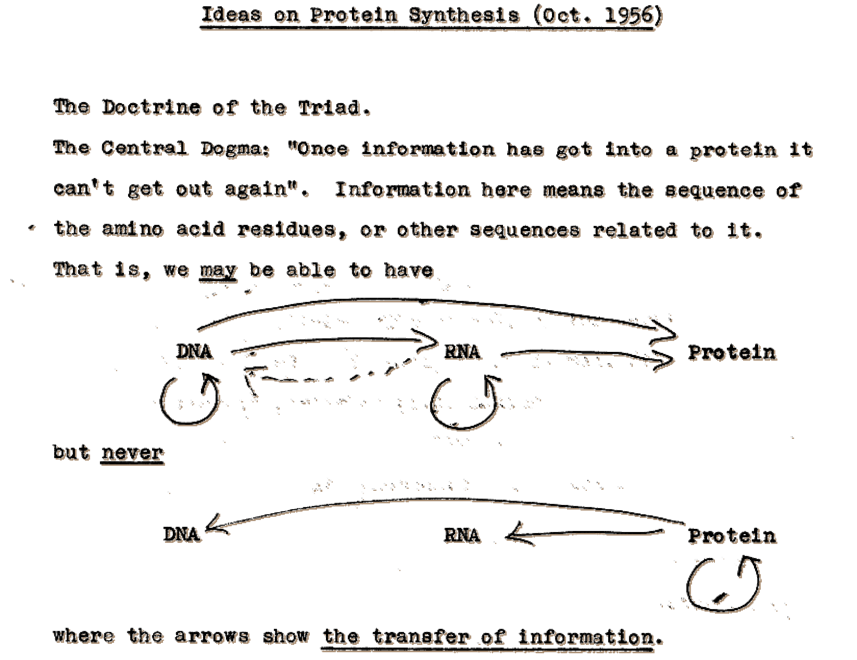 Ideas on Protein Synthesis (Oct. 1956)
The Doctrine of the Triad.
The Central Dogma: "Once information has got into a protein it
can't get out again". Information here means the sequence of
the amino acid residues, or other sequences related to it.
That is, we may be able to have
DNA RNA Protein
but never
DNA RNA Protein
where the arrows show the transfer of information.